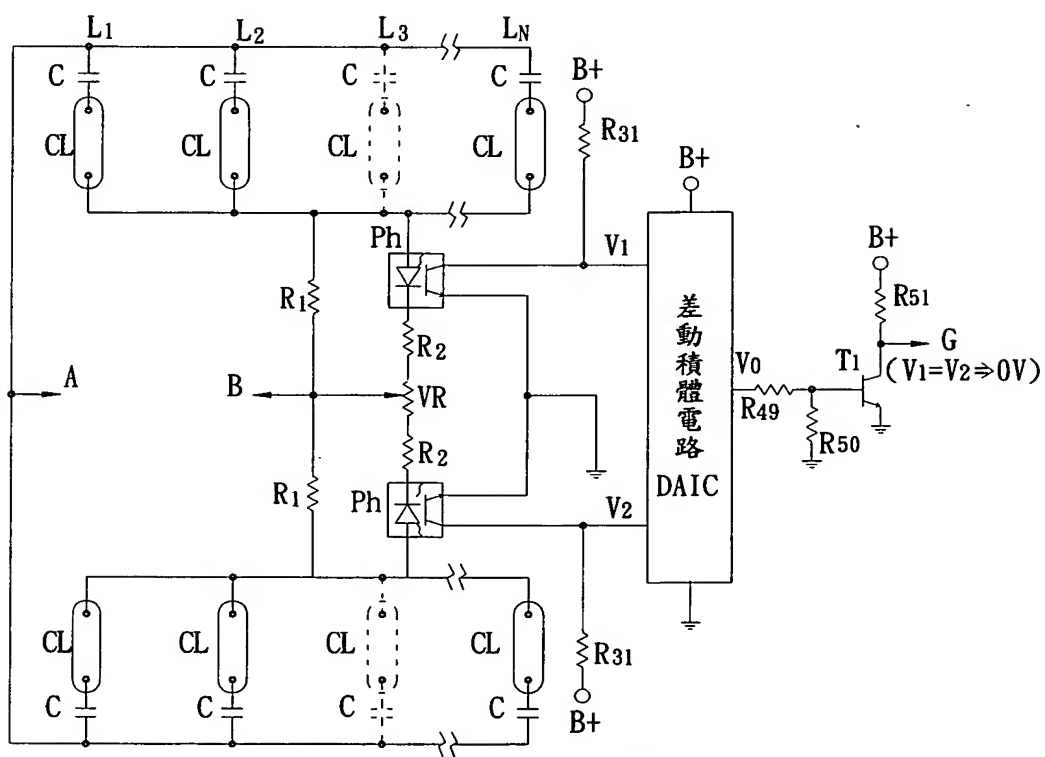 L1 L2 L3 LN
C C C C
CL CL CL CL
B+
R31
B+
Ph
V1
B+
R1
R2
差動積體電路
DAIC
R51
G
(V1=V2⇒0V)
A
B
VR
V0
T1
R49
R50
R2
R1
Ph
V2
CL CL CL CL
R31
C C C C
B+